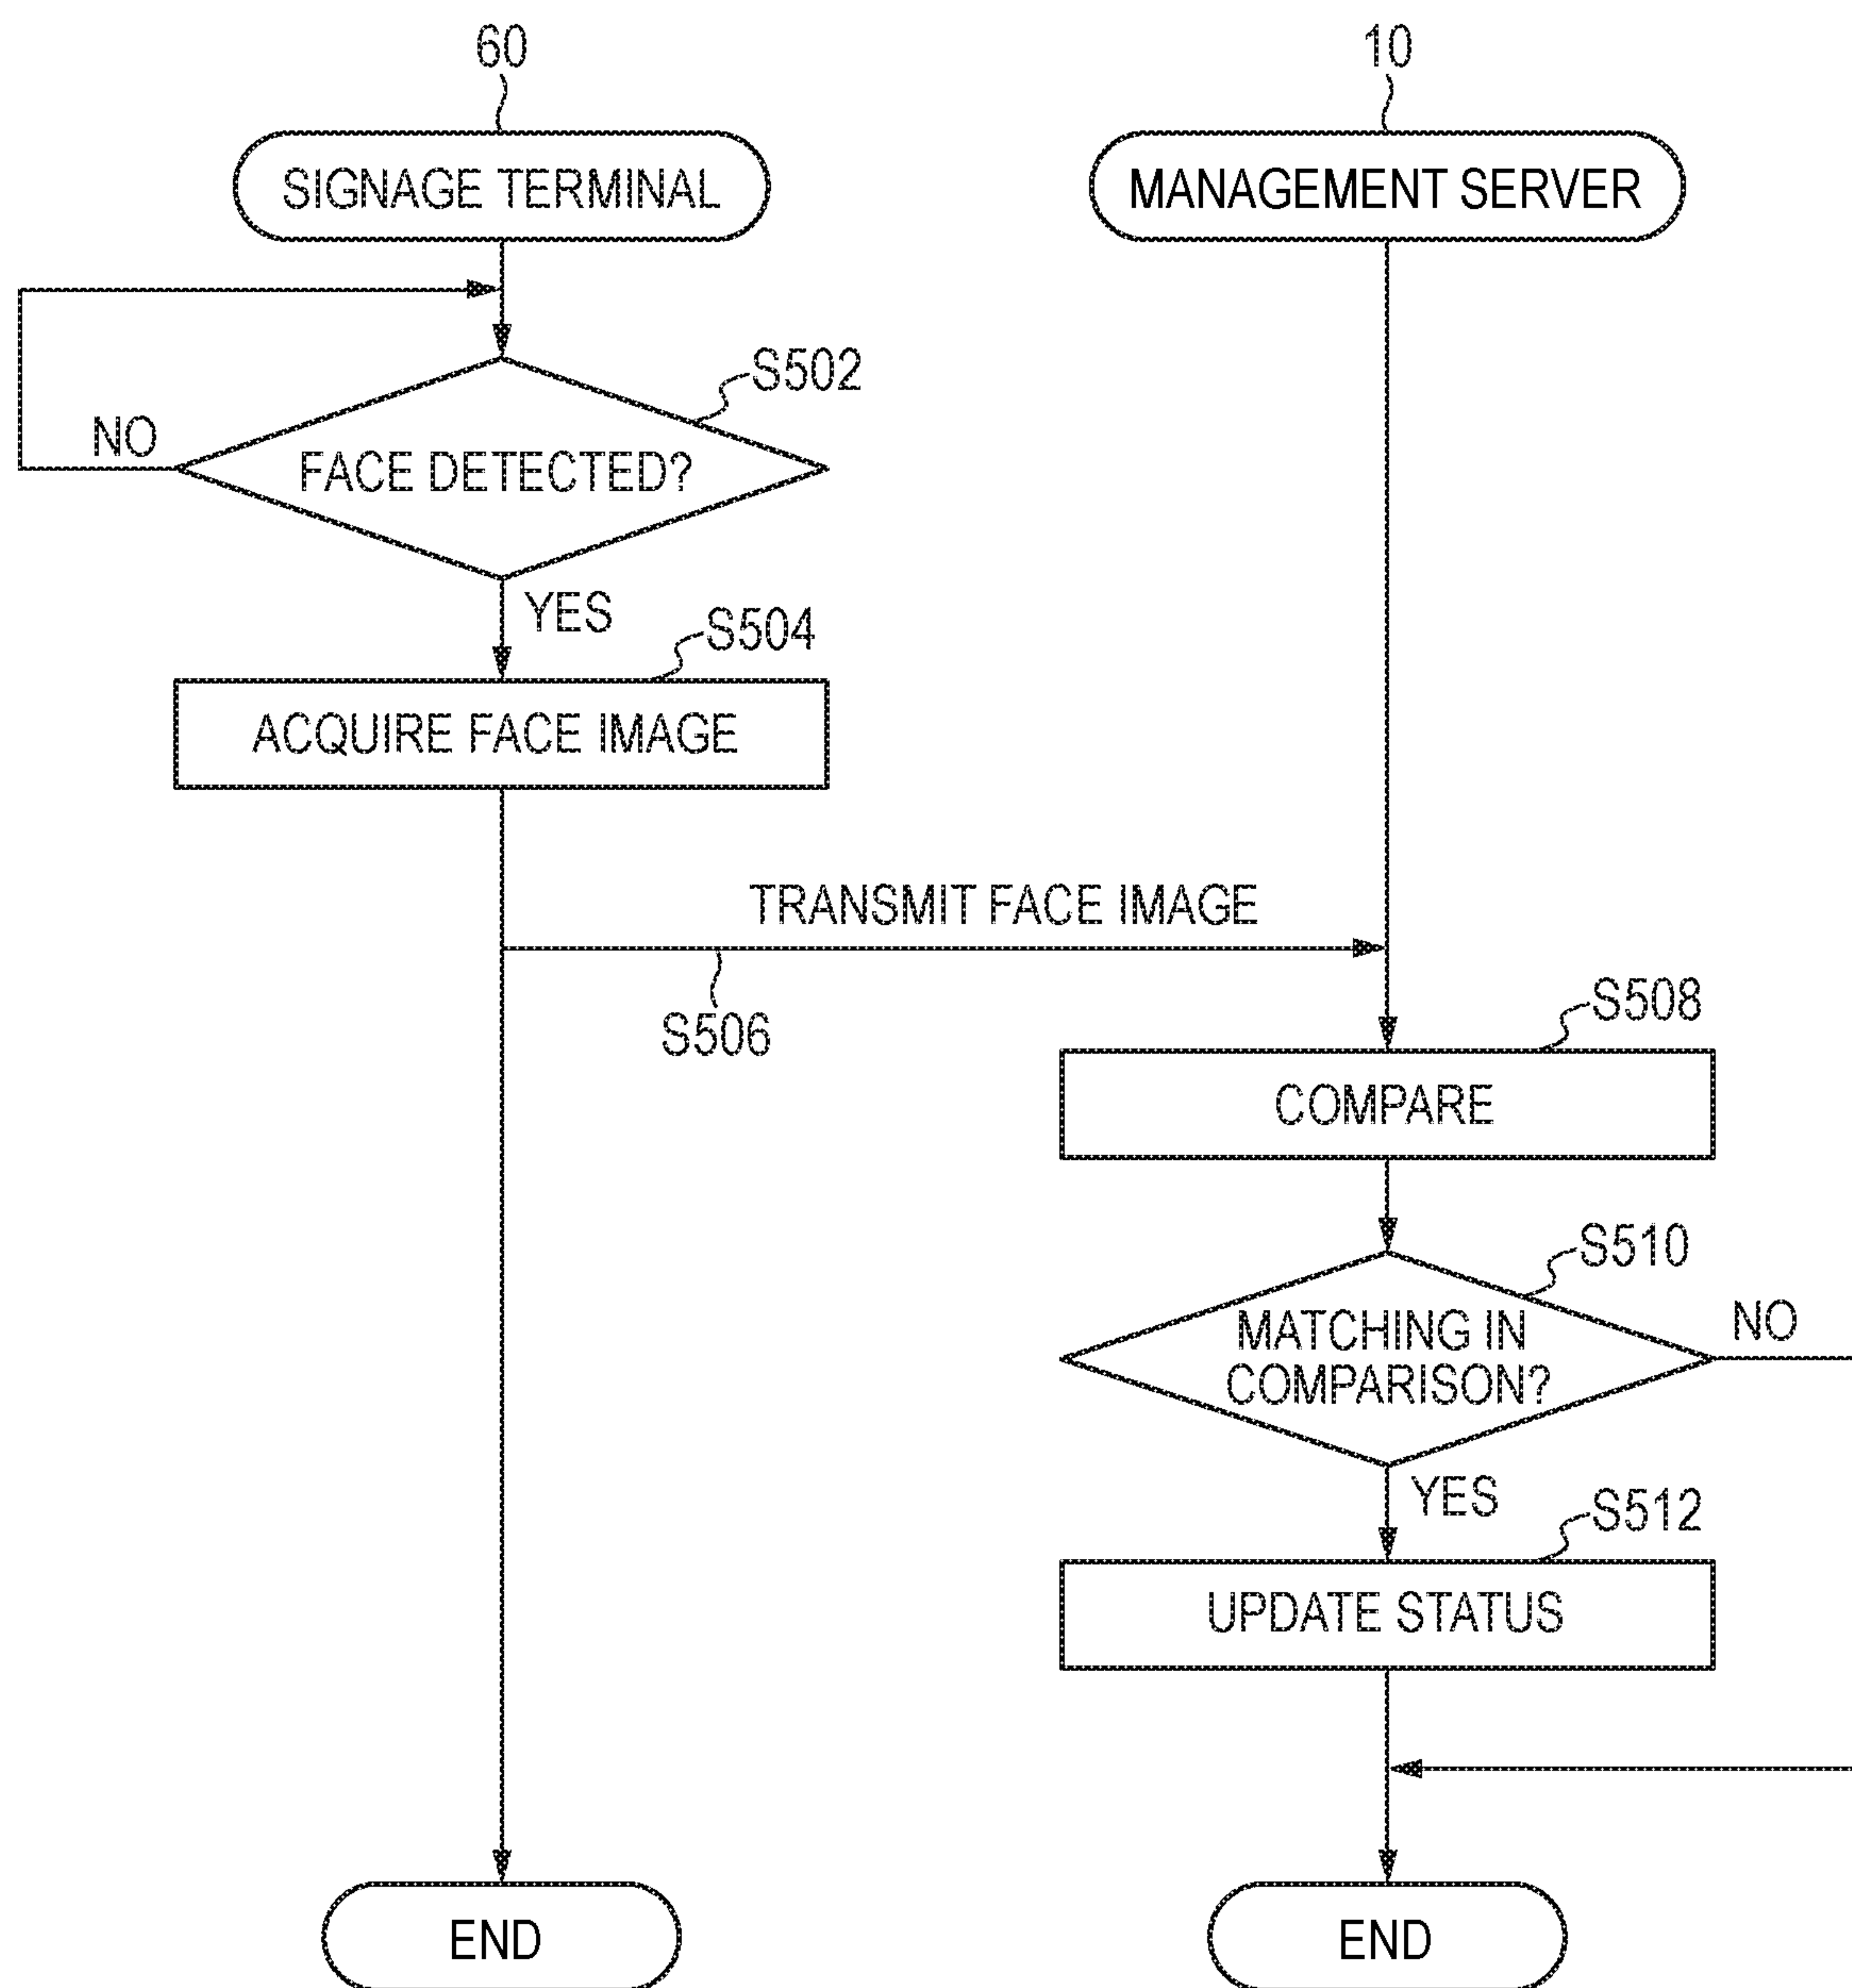 60
10
SIGNAGE TERMINAL
MANAGEMENT SERVER
S502
NO
FACE DETECTED?
YES
S504
ACQUIRE FACE IMAGE
TRANSMIT FACE IMAGE
S506
S508
COMPARE
S510
MATCHING IN
COMPARISON?
NO
YES
S512
UPDATE STATUS
END
END